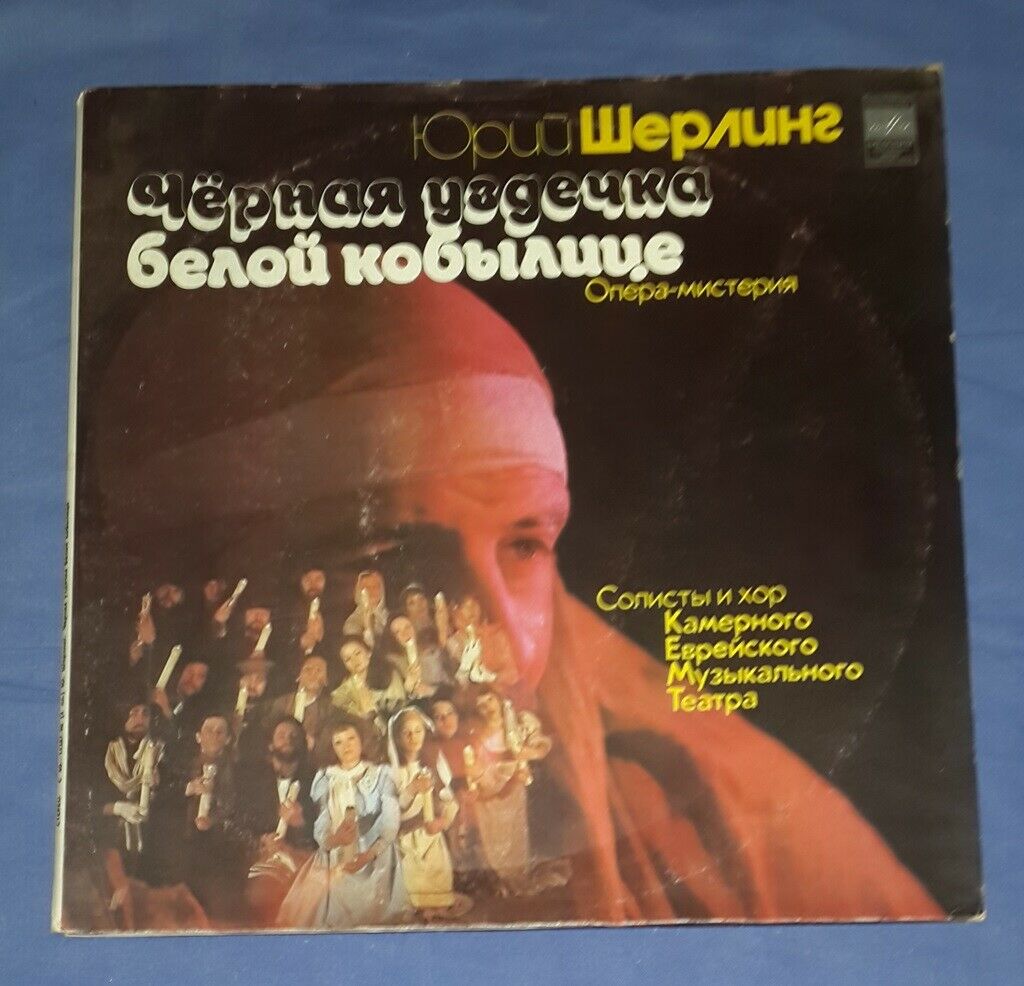 Юрий Шерлинг
Чёрная уздечка
белой кобылице
Опера-мистерия
Солисты и хор
Камерного
Еврейского
Музыкального
Театра